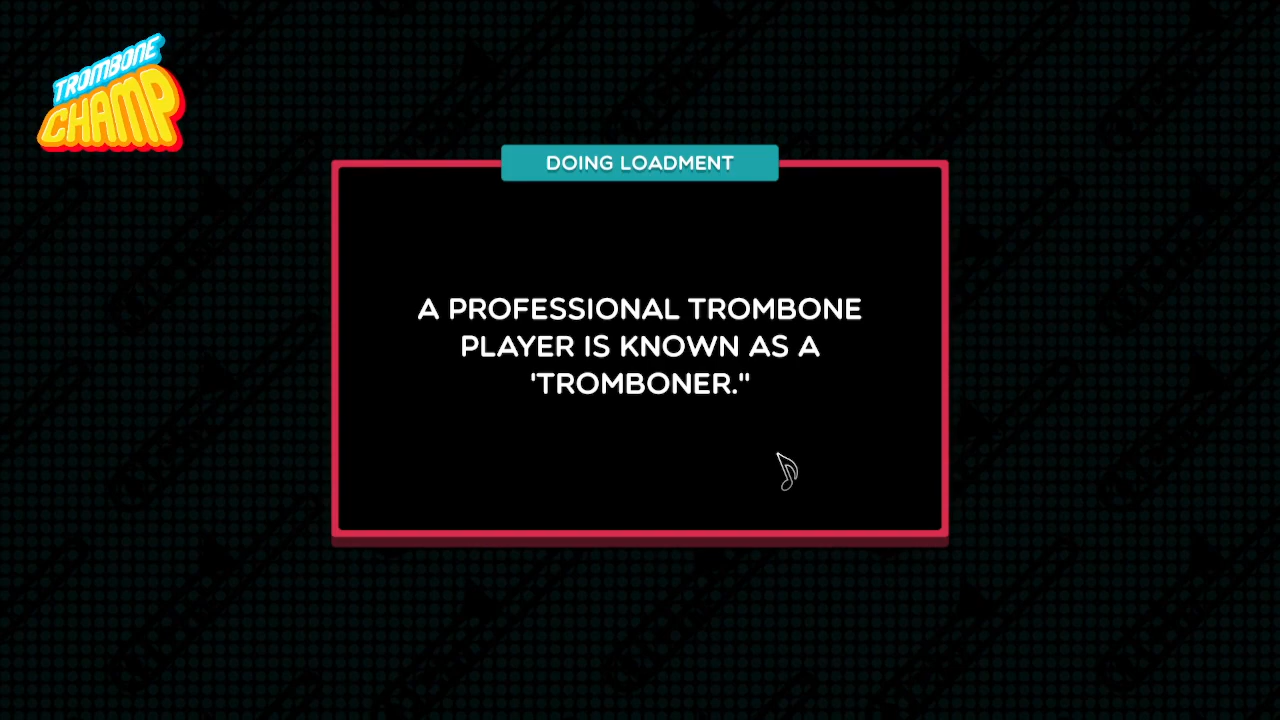 TROMBONE
CHAMP
DOING LOADMENT
A PROFESSIONAL TROMBONE
PLAYER IS KNOWN AS A
'TROMBONER."